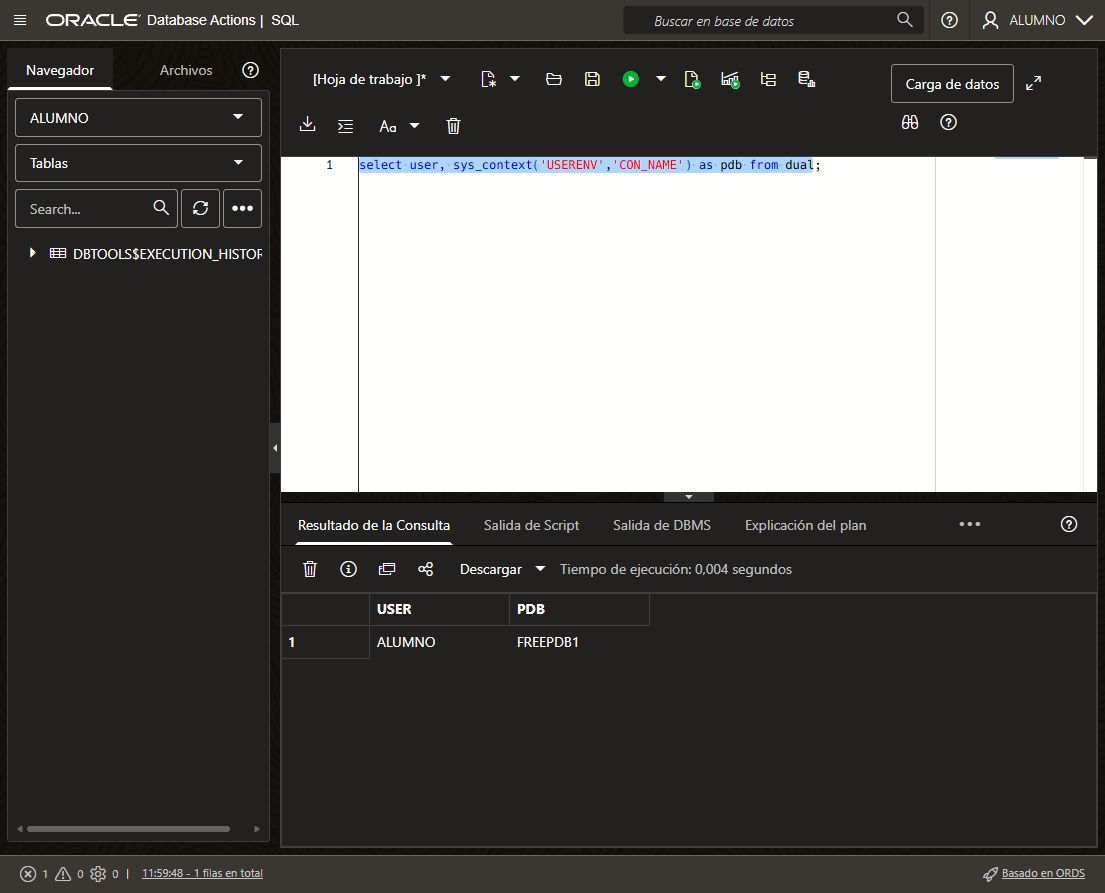 ORACLE Database Actions | SQL
Buscar en base de datos
ALUMNO
Navegador
Archivos
[Hoja de trabajo ]*
Carga de datos
Aa
ALUMNO
Tablas
Search...
DBTOOLS$EXECUTION_HISTOR
1 select user, sys_context('USERENV','CON_NAME') as pdb from dual;
Resultado de la Consulta
Salida de Script
Salida de DBMS
Explicación del plan
Descargar
Tiempo de ejecución: 0,004 segundos
USER PDB
1 ALUMNO FREEPDB1
1 0 0 | 11:59:48 - 1 filas en total
Basado en ORDS